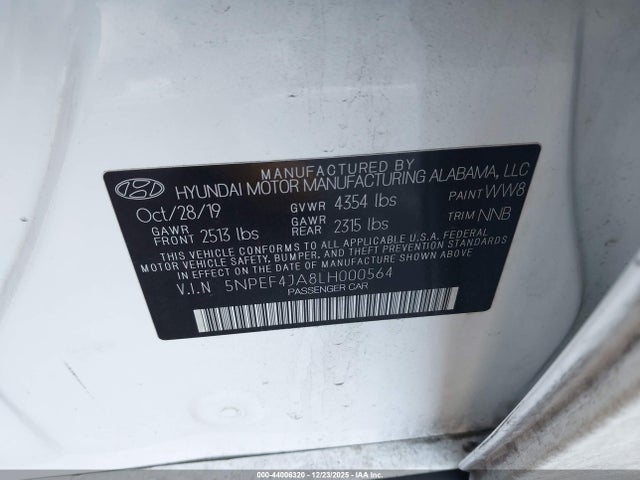 MANUFACTURED BY
HYUNDAI MOTOR MANUFACTURING ALABAMA, LLC
Oct/28/19 GVWR 4354 lbs PAINT WW8
GAWR FRONT 2513 lbs GAWR REAR 2315 lbs TRIM NNB
THIS VEHICLE CONFORMS TO ALL APPLICABLE U.S.A. FEDERAL
MOTOR VEHICLE SAFETY, BUMPER, AND THEFT PREVENTION STANDARDS
IN EFFECT ON THE DATE OF MANUFACTURE SHOWN ABOVE
V.I.N 5NPEF4JA8LH000564
PASSENGER CAR
000-44006320 - 12/23/2025 - IAAI.COM